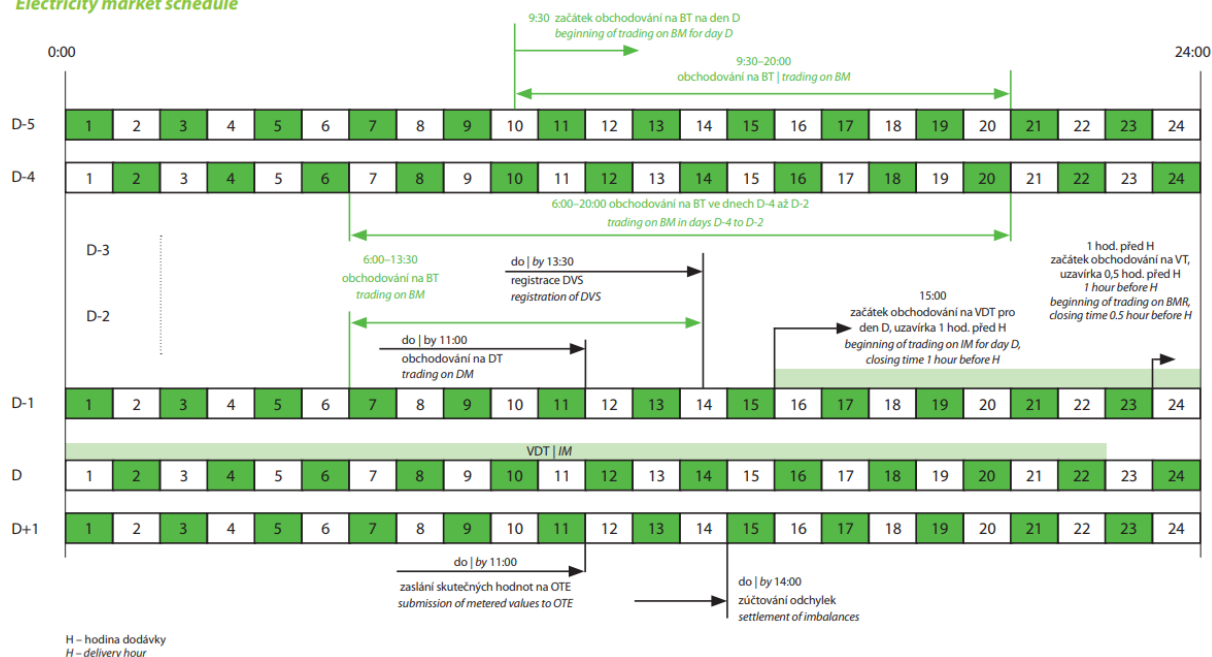 Electricity market schedule
9:30 začátek obchodování na BT na den D
beginning of trading on BM for day D
0:00
24:00
9:30–20:00
obchodování na BT | trading on BM
D-5
1 2 3 4 5 6 7 8 9 10 11 12 13 14 15 16 17 18 19 20 21 22 23 24
D-4
1 2 3 4 5 6 7 8 9 10 11 12 13 14 15 16 17 18 19 20 21 22 23 24
6:00–20:00 obchodování na BT ve dnech D-4 až D-2
trading on BM in days D-4 to D-2
D-3
D-2
6:00–13:30
obchodování na BT
trading on BM
do | by 13:30
registrace DVS
registration of DVS
do | by 11:00
obchodování na DT
trading on DM
15:00
začátek obchodování na VDT pro
den D, uzavírka 1 hod. před H
beginning of trading on IM for day D,
closing time 1 hour before H
1 hod. před H
začátek obchodování na VT,
uzavírka 0,5 hod. před H
1 hour before H
beginning of trading on BMR,
closing time 0.5 hour before H
D-1
1 2 3 4 5 6 7 8 9 10 11 12 13 14 15 16 17 18 19 20 21 22 23 24
VDT | IM
D
1 2 3 4 5 6 7 8 9 10 11 12 13 14 15 16 17 18 19 20 21 22 23 24
D+1
1 2 3 4 5 6 7 8 9 10 11 12 13 14 15 16 17 18 19 20 21 22 23 24
do | by 11:00
zaslání skutečných hodnot na OTE
submission of metered values to OTE
do | by 14:00
zúčtování odchylek
settlement of imbalances
H – hodina dodávky
H – delivery hour